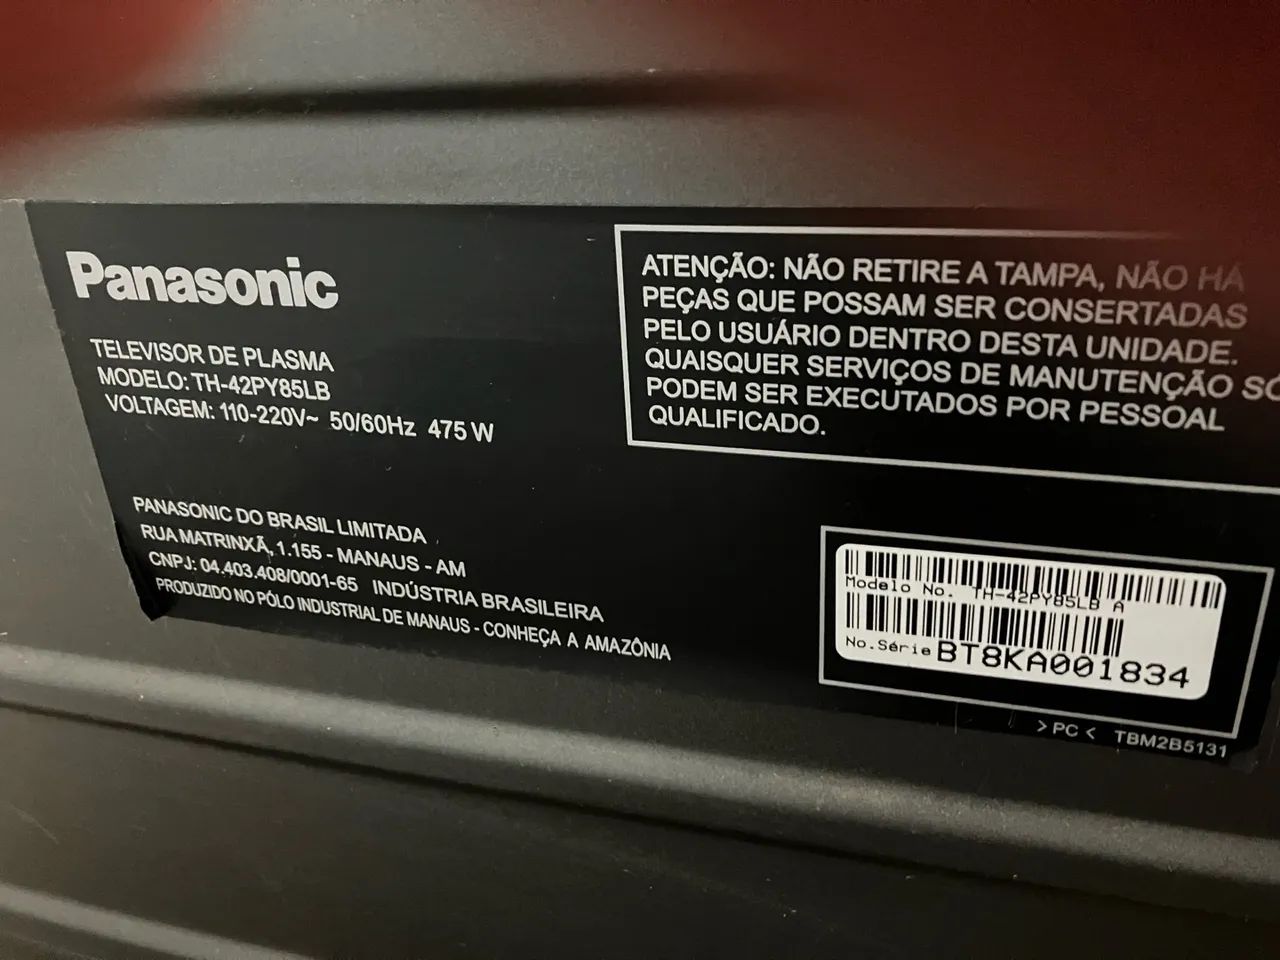 Panasonic
TELEVISOR DE PLASMA
MODELO: TH-42PY85LB
VOLTAGEM: 110-220V~ 50/60Hz 475 W
PANASONIC DO BRASIL LIMITADA
RUA MATRINXÃ, 1.155 - MANAUS - AM
CNPJ: 04.403.408/0001-65 INDÚSTRIA BRASILEIRA
PRODUZIDO NO PÓLO INDUSTRIAL DE MANAUS - CONHEÇA A AMAZÔNIA
ATENÇÃO: NÃO RETIRE A TAMPA, NÃO HÁ
PEÇAS QUE POSSAM SER CONSERTADAS
PELO USUÁRIO DENTRO DESTA UNIDADE.
QUAISQUER SERVIÇOS DE MANUTENÇÃO SÓ
PODEM SER EXECUTADOS POR PESSOAL
QUALIFICADO.
Modelo No. TH-42PY85LB A
No.Série BT8KA001834
>PC< TBM2B5131